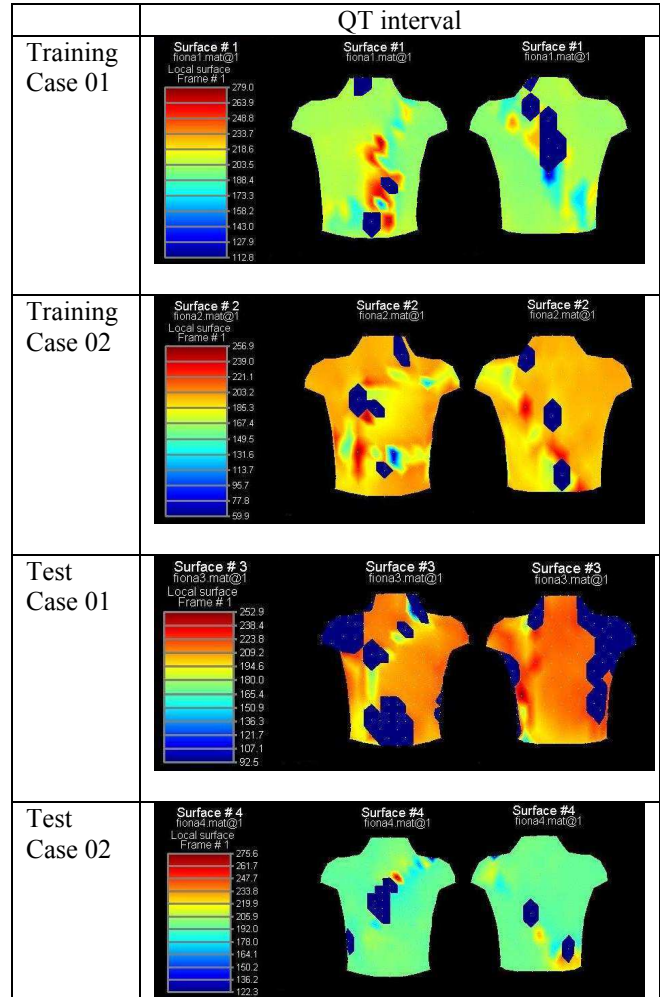 QT interval
Training
Case 01
Surface # 1
fiona1.mat@1
Local surface
Frame # 1
279.0
263.9
248.8
233.7
218.6
203.5
188.4
173.3
158.2
143.0
127.9
112.8
Surface #1
fiona1.mat@1
Surface #1
fiona1.mat@1
Training
Case 02
Surface # 2
fiona2.mat@1
Local surface
Frame # 1
256.9
239.0
221.1
203.2
185.3
167.4
149.5
131.6
113.7
95.7
77.8
59.9
Surface #2
fiona2.mat@1
Surface #2
fiona2.mat@1
Test
Case 01
Surface # 3
fiona3.mat@1
Local surface
Frame # 1
252.9
238.4
223.8
209.2
194.6
180.0
165.4
150.9
136.3
121.7
107.1
92.5
Surface #3
fiona3.mat@1
Surface #3
fiona3.mat@1
Test
Case 02
Surface # 4
fiona4.mat@1
Local surface
Frame # 1
275.6
261.7
247.7
233.8
219.9
205.9
192.0
178.0
164.1
150.2
136.2
122.3
Surface #4
fiona4.mat@1
Surface #4
fiona4.mat@1